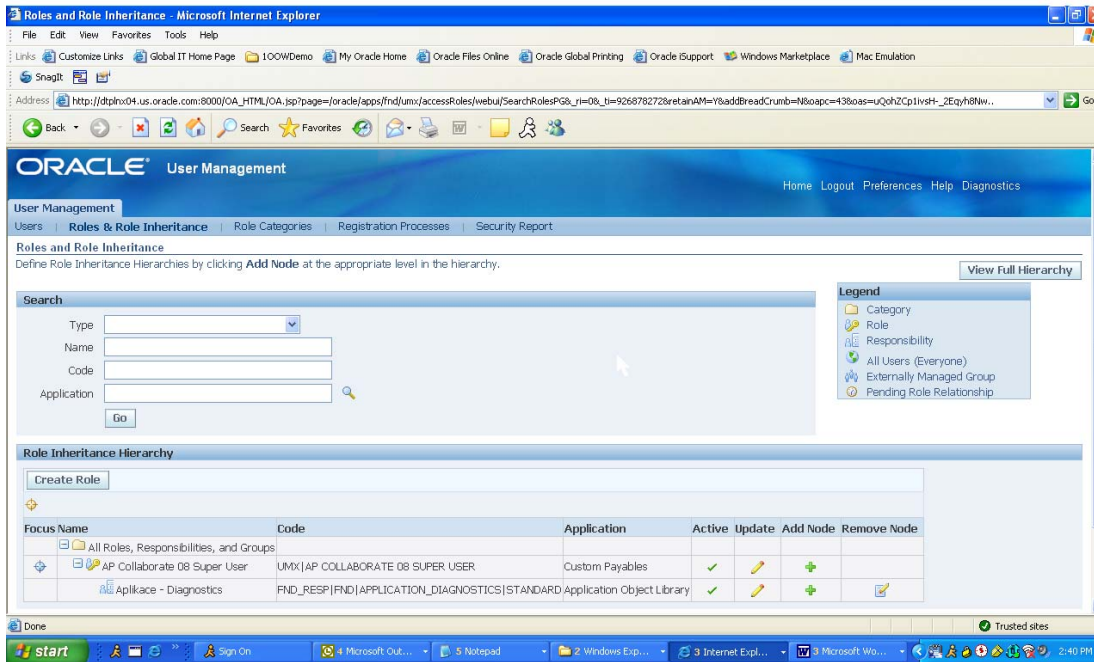 Roles and Role Inheritance - Microsoft Internet Explorer
File Edit View Favorites Tools Help
Links Customize Links Global IT Home Page 1OOWDemo My Oracle Home Oracle Files Online Oracle Global Printing Oracle iSupport Windows Marketplace Mac Emulation
SnagIt
Address http://dtplnx04.us.oracle.com:8000/OA_HTML/OA.jsp?page=/oracle/apps/fnd/umx/accessRoles/webui/SearchRolesPG&_ri=0&_ti=926878272&retainAM=Y&addBreadCrumb=N&oapc=43&oas=uQohZCp1ivsH-_2Eqyh8Nw.. Go
Back Search Favorites
ORACLE User Management
Home Logout Preferences Help Diagnostics
User Management
Users | Roles & Role Inheritance | Role Categories | Registration Processes | Security Report
Roles and Role Inheritance
Define Role Inheritance Hierarchies by clicking Add Node at the appropriate level in the hierarchy.
View Full Hierarchy
Search
Type
Name
Code
Application
Go
Legend
Category
Role
Responsibility
All Users (Everyone)
Externally Managed Group
Pending Role Relationship
Role Inheritance Hierarchy
Create Role
Focus Name Code Application Active Update Add Node Remove Node
All Roles, Responsibilities, and Groups
AP Collaborate 08 Super User UMX|AP COLLABORATE 08 SUPER USER Custom Payables
Aplikace - Diagnostics FND_RESP|FND|APPLICATION_DIAGNOSTICS|STANDARD Application Object Library
Done Trusted sites
start Sign On 4 Microsoft Out... 5 Notepad 2 Windows Exp... 3 Internet Expl... 3 Microsoft Wo... 2:40 PM